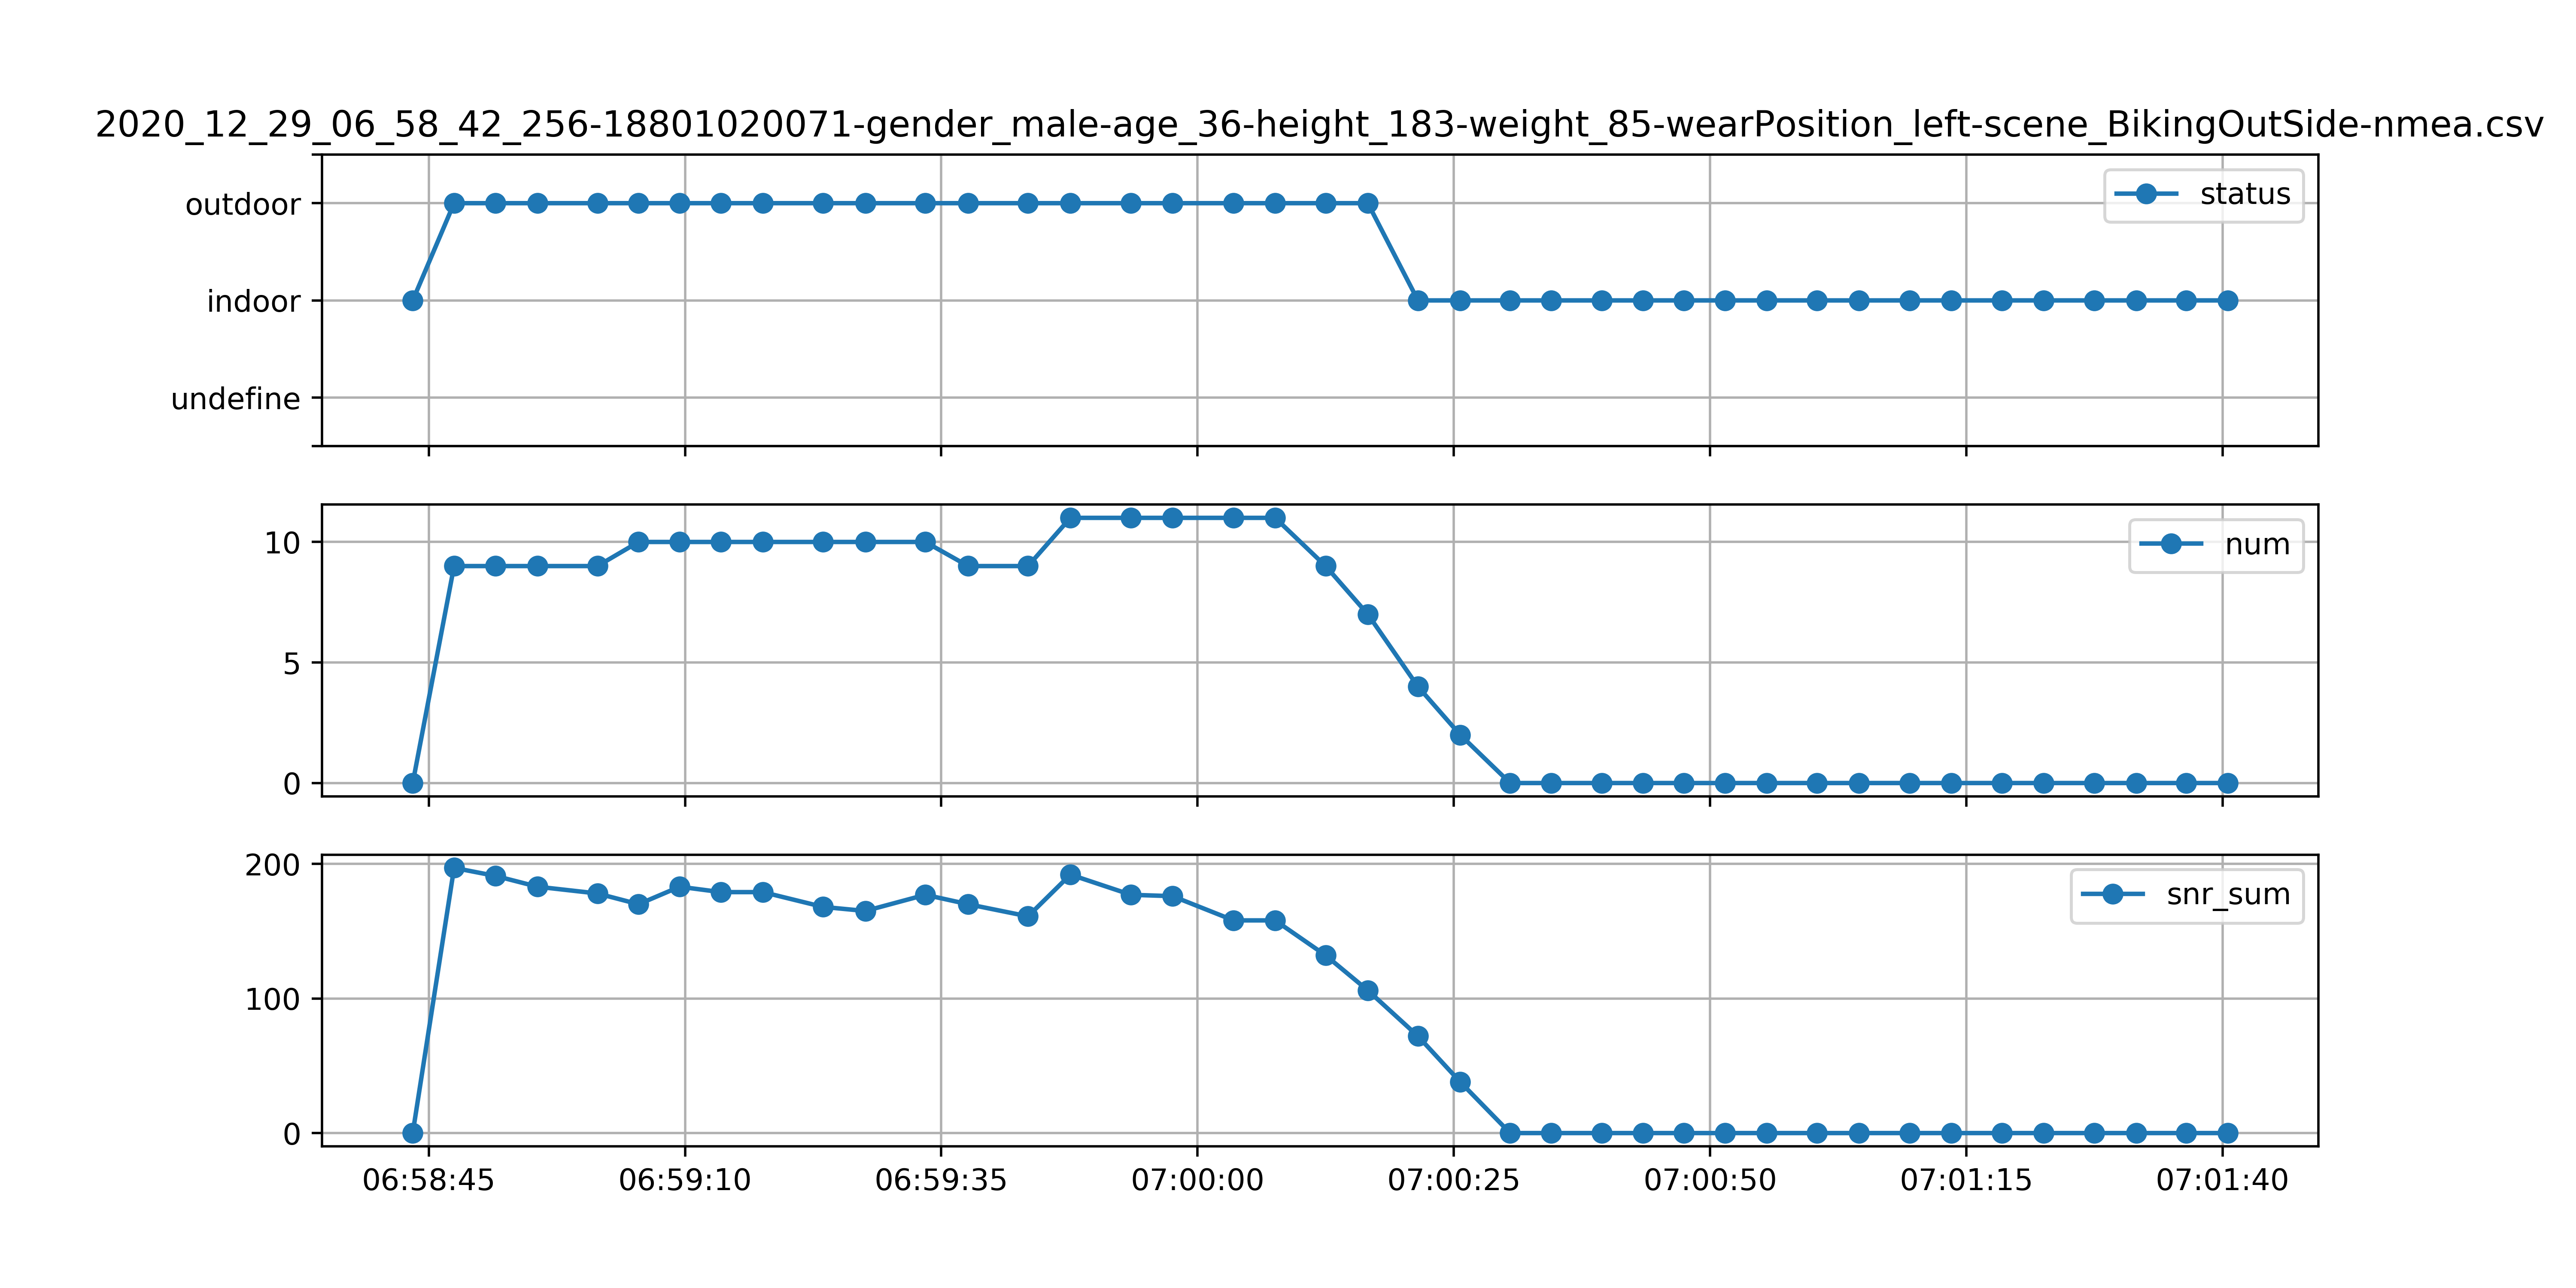 2020_12_29_06_58_42_256-18801020071-gender_male-age_36-height_183-weight_85-wearPosition_left-scene_BikingOutSide-nmea.csv
outdoor
status
indoor
undefine
10
num
5
0
200
snr_sum
100
0
06:58:45 06:59:10 06:59:35 07:00:00 07:00:25 07:00:50 07:01:15 07:01:40